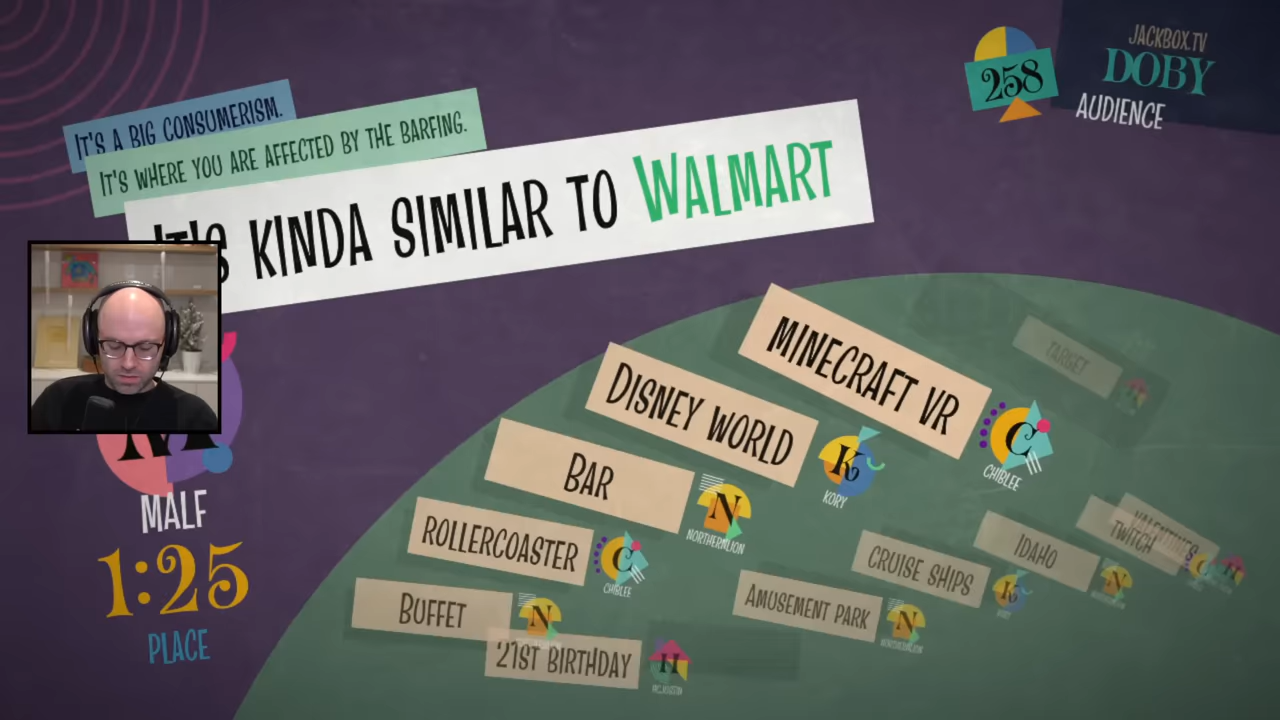 JACKBOX.TV
DOBY
258
AUDIENCE
IT'S A BIG CONSUMERISM.
IT'S WHERE YOU ARE AFFECTED BY THE BARFING.
IT'S KINDA SIMILAR TO WALMART
MINECRAFT VR
C
CHIBLEE
TARGET
DISNEY WORLD
K
KORY
BAR
N
NORTHERNLION
ROLLERCOASTER
C
CHIBLEE
BUFFET
N
21ST BIRTHDAY
H
AMUSEMENT PARK
N
NORTHERNLION
CRUISE SHIPS
K
IDAHO
N
TWITCH
M
MALF
1:25
PLACE